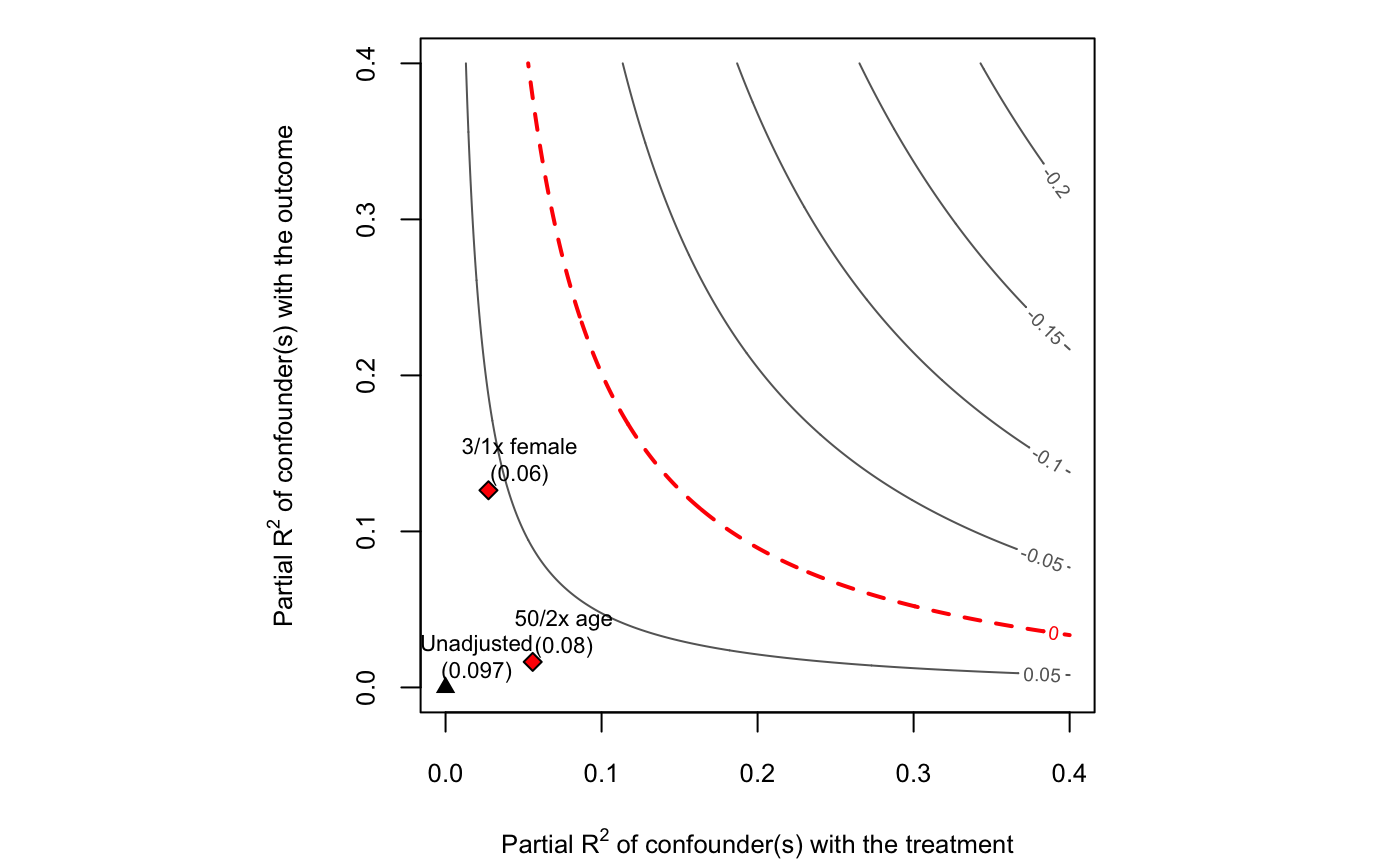 Partial R² of confounder(s) with the outcome
0.4
0.3
0.2
0.1
0.0
-0.2
-0.15
-0.1
-0.05
0
0.05
3/1x female
(0.06)
50/2x age
(0.08)
Unadjusted
(0.097)
0.0 0.1 0.2 0.3 0.4
Partial R² of confounder(s) with the treatment